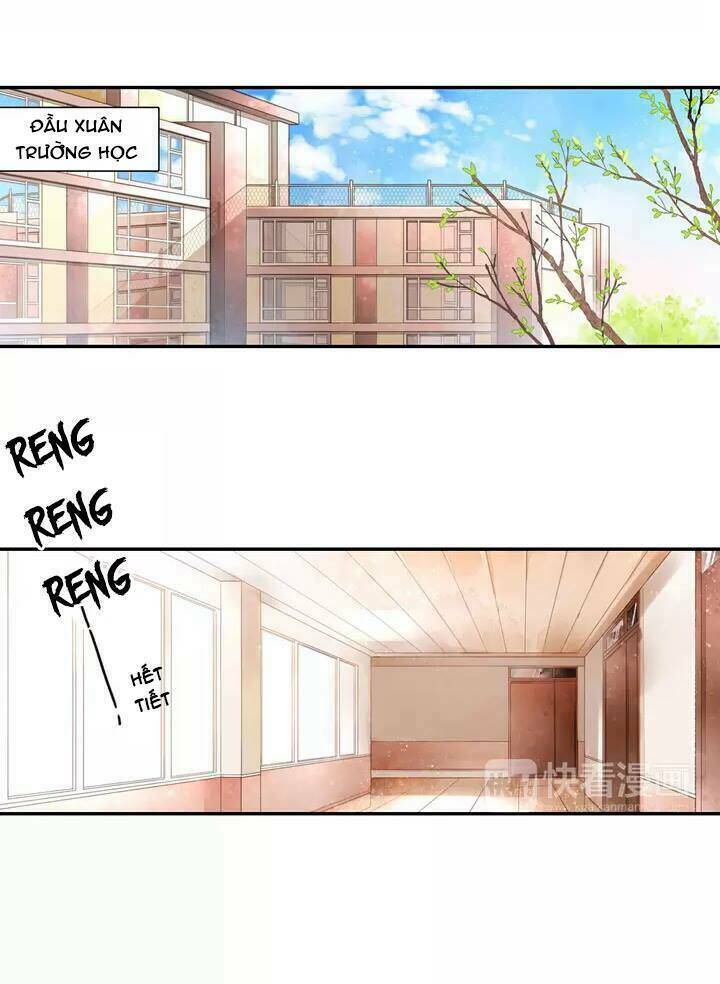 ĐẦU XUÂN
TRƯỜNG HỌC
RENG
RENG
RENG
HẾT
TIẾT
快看漫画